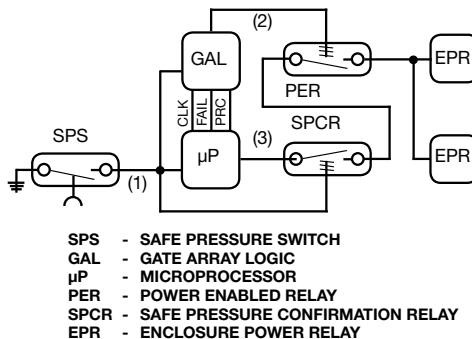 (2)
GAL
EPR
PER
CLK
FAIL
PRC
SPS
SPCR
(1)
µP
(3)
EPR
SPS - SAFE PRESSURE SWITCH
GAL - GATE ARRAY LOGIC
µP - MICROPROCESSOR
PER - POWER ENABLED RELAY
SPCR - SAFE PRESSURE CONFIRMATION RELAY
EPR - ENCLOSURE POWER RELAY